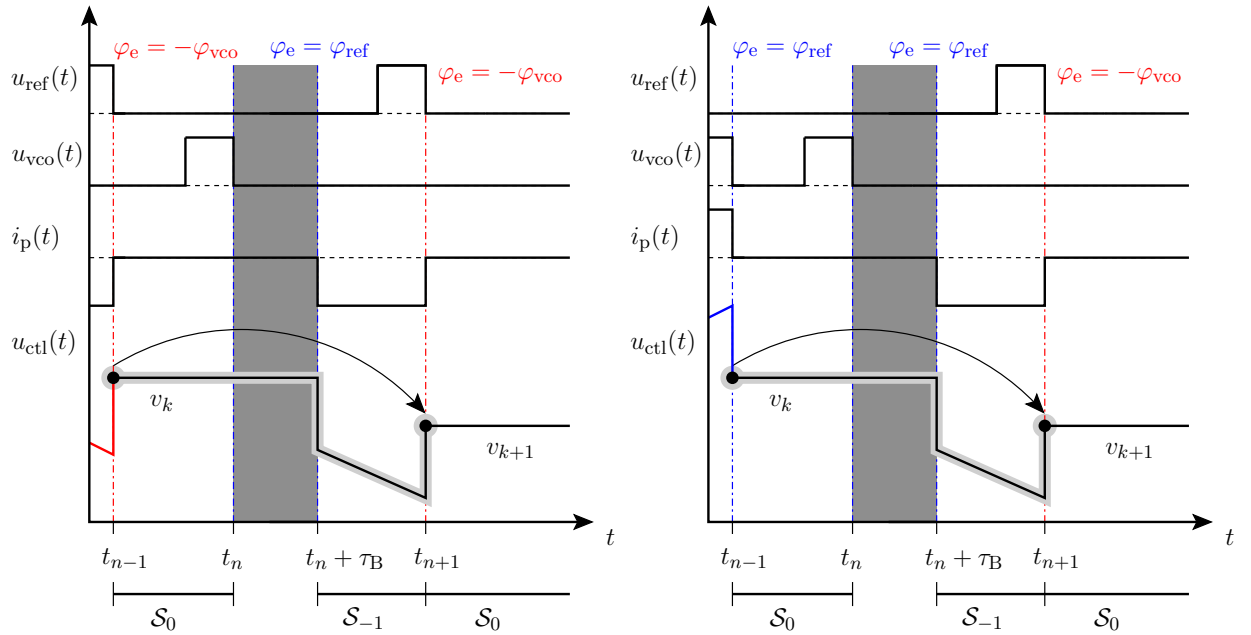 φe = −φvco
φe = φref
φe = −φvco
uref(t)
uvco(t)
ip(t)
uctl(t)
vk
vk+1
t
tn−1
tn
tn + τB
tn+1
S0
S−1
S0
φe = φref
φe = φref
φe = −φvco
uref(t)
uvco(t)
ip(t)
uctl(t)
vk
vk+1
t
tn−1
tn
tn + τB
tn+1
S0
S−1
S0